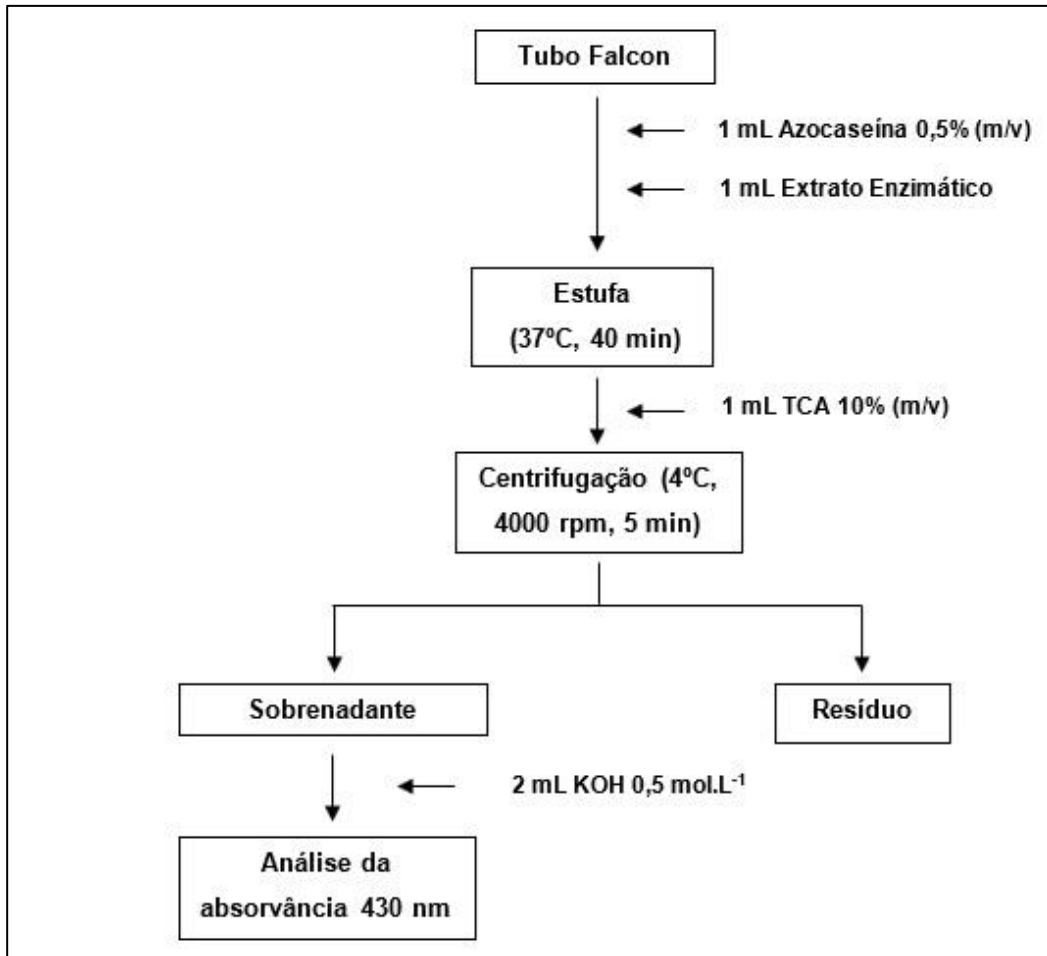 Tubo Falcon
1 mL Azocaseína 0,5% (m/v)
1 mL Extrato Enzimático
Estufa
(37ºC, 40 min)
1 mL TCA 10% (m/v)
Centrifugação (4ºC,
4000 rpm, 5 min)
Sobrenadante
Resíduo
2 mL KOH 0,5 mol.L⁻¹
Análise da
absorvância 430 nm